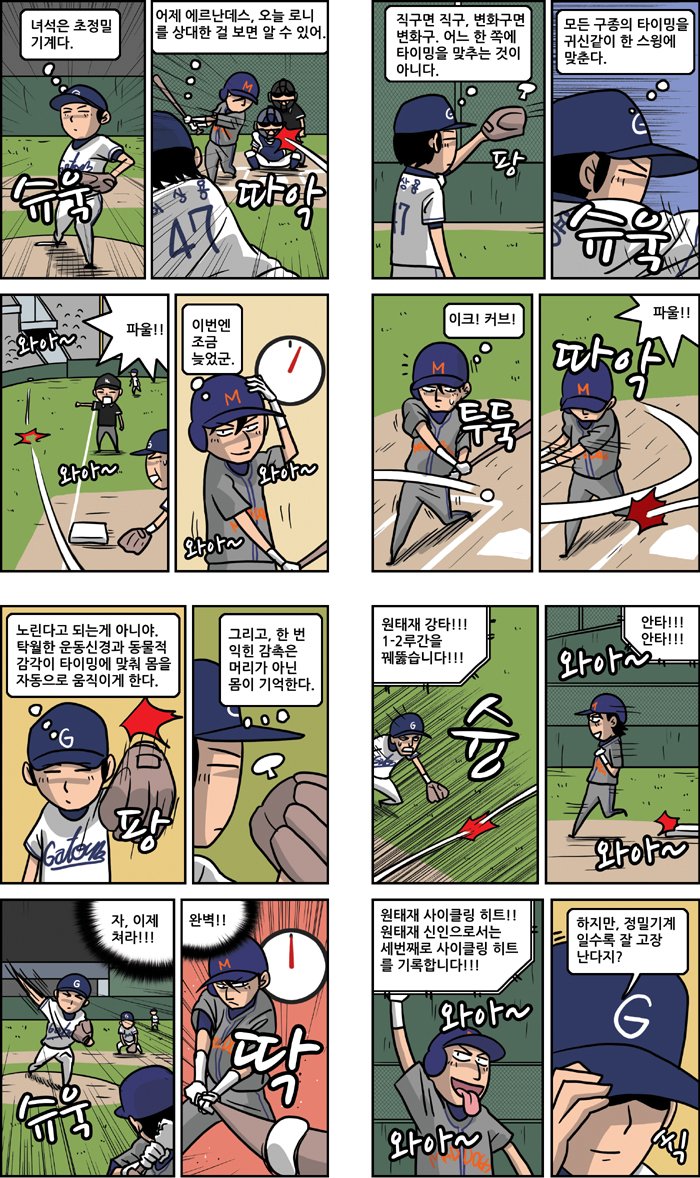 녀석은 초정밀
기계다.
슈욱
어제 에르난데스, 오늘 로니
를 상대한 걸 보면 알 수 있어.
G
M
47
따악
파울!!
와아~
와아~
이번엔
조금
늦었군.
M
와아~
와아~
직구면 직구, 변화구면
변화구. 어느 한 쪽에
타이밍을 맞추는 것이
아니다.
팡
모든 구종의 타이밍을
귀신같이 한 스윙에
맞춘다.
G
슈욱
이크! 커브!
M
투둑
파울!!
따악
M
노린다고 되는게 아니야.
탁월한 운동신경과 동물적
감각이 타이밍에 맞춰 몸을
자동으로 움직이게 한다.
G
Gators
팡
그리고, 한 번
익힌 감촉은
머리가 아닌
몸이 기억한다.
G
자, 이제
쳐라!!!
G
슈욱
완벽!!
M
딱
원태재 강타!!!
1-2루간을
꿰뚫습니다!!!
G
슝
안타!!!
안타!!!
와아~
와아~
원태재 사이클링 히트!!
원태재 신인으로서는
세번째로 사이클링 히트
를 기록합니다!!!
와아~
와아~
하지만, 정밀기계
일수록 잘 고장
난다지?
G
씩